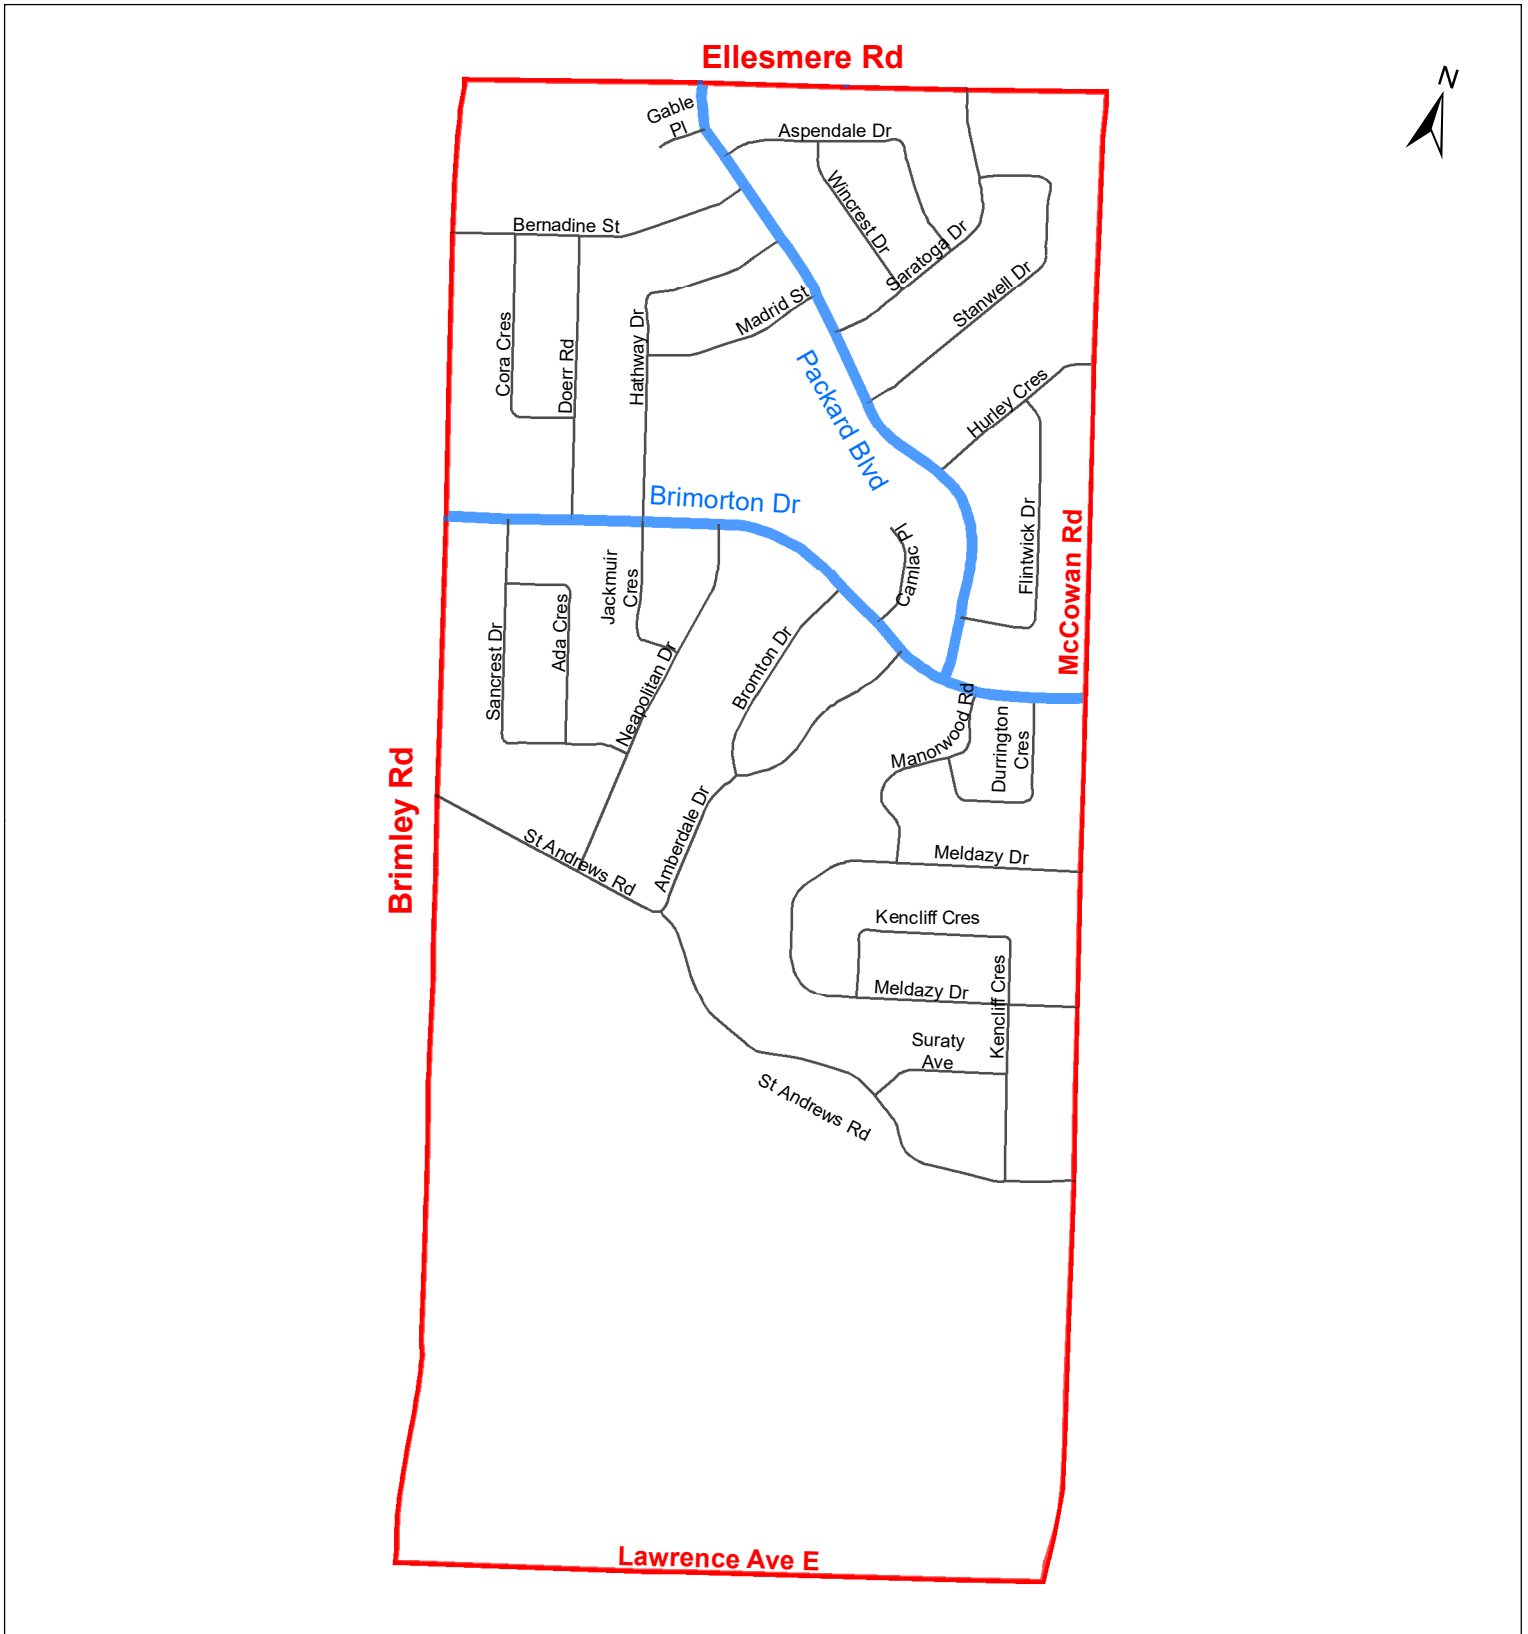 Ellesmere Rd
N
Gable
Pl
Aspendale Dr
Wincrest Dr
Bernadine St
Saratoga Dr
Stanwell Dr
Madrid St
Cora Cres
Doerr Rd
Hathway Dr
Packard Blvd
Hurley Cres
Brimorton Dr
Flintwick Dr
McCowan Rd
Camlac Pl
Jackmuir
Cres
Sancrest Dr
Ada Cres
Neapolitan Dr
Bromton Dr
Manorwood Rd
Durrington
Cres
Brimley Rd
St Andrews Rd
Amberdale Dr
Meldazy Dr
Kencliff Cres
Meldazy Dr
Kencliff Cres
Suraty
Ave
St Andrews Rd
Lawrence Ave E